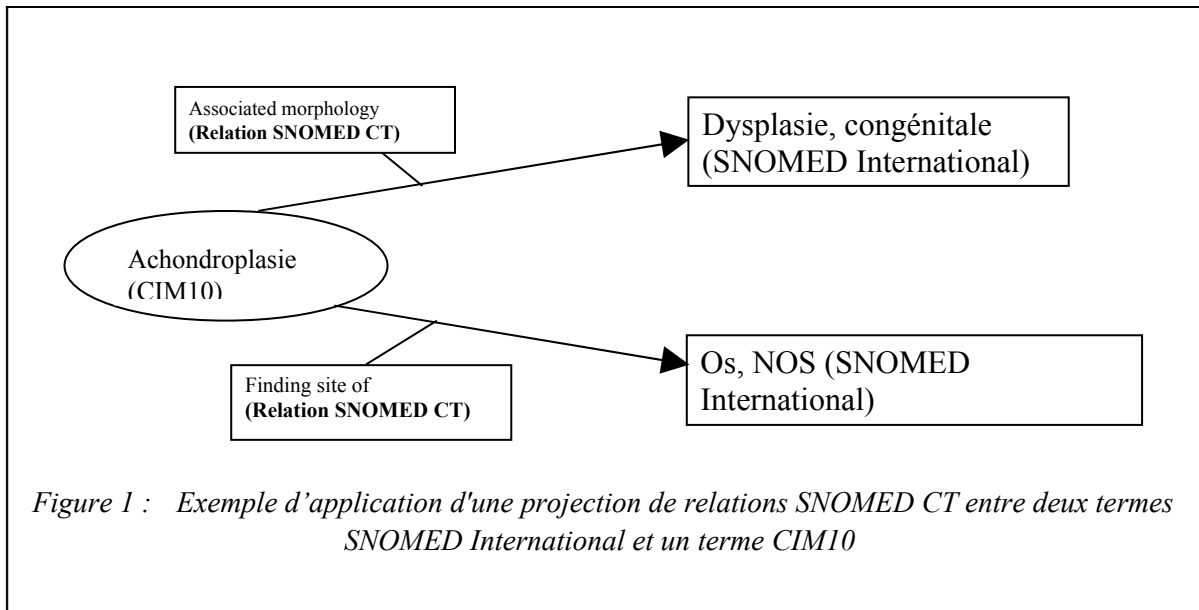 Associated morphology
(Relation SNOMED CT)
Dysplasie, congénitale
(SNOMED International)
Achondroplasie
(CIM10)
Finding site of
(Relation SNOMED CT)
Os, NOS (SNOMED
International)
Figure 1 : Exemple d’application d'une projection de relations SNOMED CT entre deux termes
SNOMED International et un terme CIM10